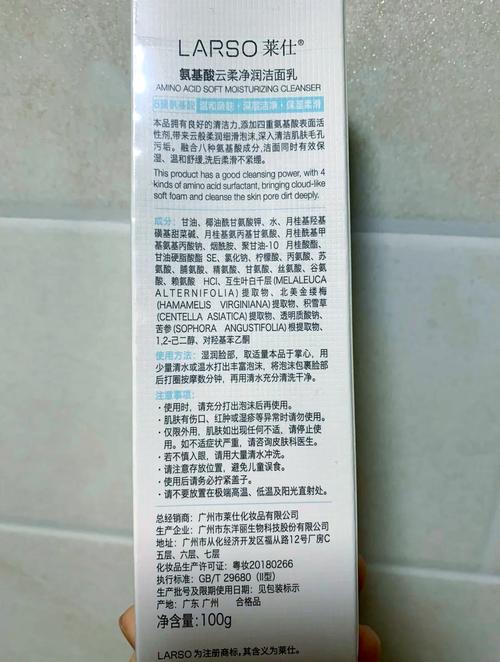 LARSO 莱仕®
氨基酸云柔净润洁面乳
AMINO ACID SOFT MOISTURIZING CLEANSER
8重氨基酸 温和亲肤·深层洁净·保湿柔滑
本品拥有良好的清洁力,添加四重氨基酸表面活
性剂,带来云般柔润细滑泡沫,深入清洁肌肤毛孔
污垢。融合八种氨基酸成分,洁面同时有效保
湿、温和舒缓,洗后柔滑不紧绷。
This product has a good cleansing power, with 4
kinds of amino acid surfactant, bringing cloud-like
soft foam and cleanse the skin pore dirt deeply.
成分:甘油、椰油酰甘氨酸钾、水、月桂基羟基
磺基甜菜碱、月桂基氨丙基甘氨酸、月桂酰基甲
基氨基丙酸钠、烟酰胺、聚甘油-10 月桂酸酯、
甘油硬脂酸酯 SE、氯化钠、柠檬酸、丙氨酸、苏
氨酸、脯氨酸、精氨酸、甘氨酸、丝氨酸、谷氨
酸、赖氨酸 HCl、互生叶白千层(MELALEUCA
ALTERNIFOLIA)提取物、北美金缕梅
(HAMAMELIS VIRGINIANA)提取物、积雪草
(CENTELLA ASIATICA)提取物、透明质酸钠、
苦参(SOPHORA ANGUSTIFOLIA)根提取物、
1,2-己二醇、对羟基苯乙酮
使用方法:湿润脸部,取适量本品于掌心,用
少量清水或温水打出丰富泡沫,将泡沫包裹脸部
后打圈按摩数分钟,再用清水充分清洗干净。
注意事项:
·使用时,请充分打出泡沫后再使用。
·肌肤有伤口、红肿或湿疹等异常时请勿使用。
·仅限外用,肌肤如出现任何不适,请停止使
用。如不适症状严重,请咨询皮肤科医生。
·若不慎入眼,请用大量清水冲洗。
·请注意存放位置,避免儿童误食。
·使用后请务必拧紧盖子。
·请不要放置在极端高温、低温及阳光直射处。
总经销商:广州市莱仕化妆品有限公司
生产企业:广州市东洋丽生物科技股份有限公司
地址:广州市从化经济开发区福从路12号厂房C
五层、六层、七层
化妆品生产许可证:粤妆20180266
执行标准:GB/T 29680(II型)
生产批号及限期使用日期:见包装标示
产地:广东 广州 合格品
净含量:100g
LARSO 为注册商标,其含义为莱仕。